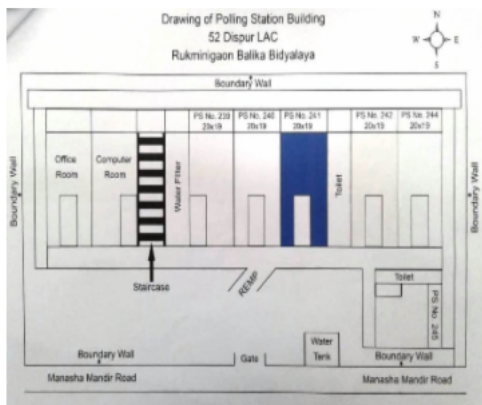 Drawing of Polling Station Building
52 Dispur LAC
Rukminigaon Balika Bidyalaya
N
W E
S
Boundary Wall
PS No. 239
20x19
PS No. 240
20x19
PS No. 241
20x19
PS No. 242
20x19
PS No. 244
20x19
Boundary Wall
Office
Room
Computer
Room
Water Filter
Toilet
Boundary Wall
Staircase
REMP
Toilet
PS No. 245
Water
Tank
Boundary Wall
Gate
Boundary Wall
Manasha Mandir Road
Manasha Mandir Road